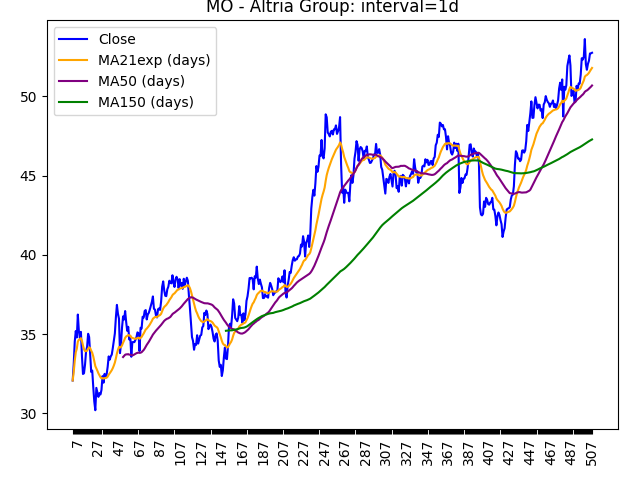 MO - Altria Group: interval=1d
Close
MA21exp (days)
MA50 (days)
MA150 (days)
50
45
40
35
30
7 27 47 67 87 107 127 147 167 187 207 227 247 267 287 307 327 347 367 387 407 427 447 467 487 507